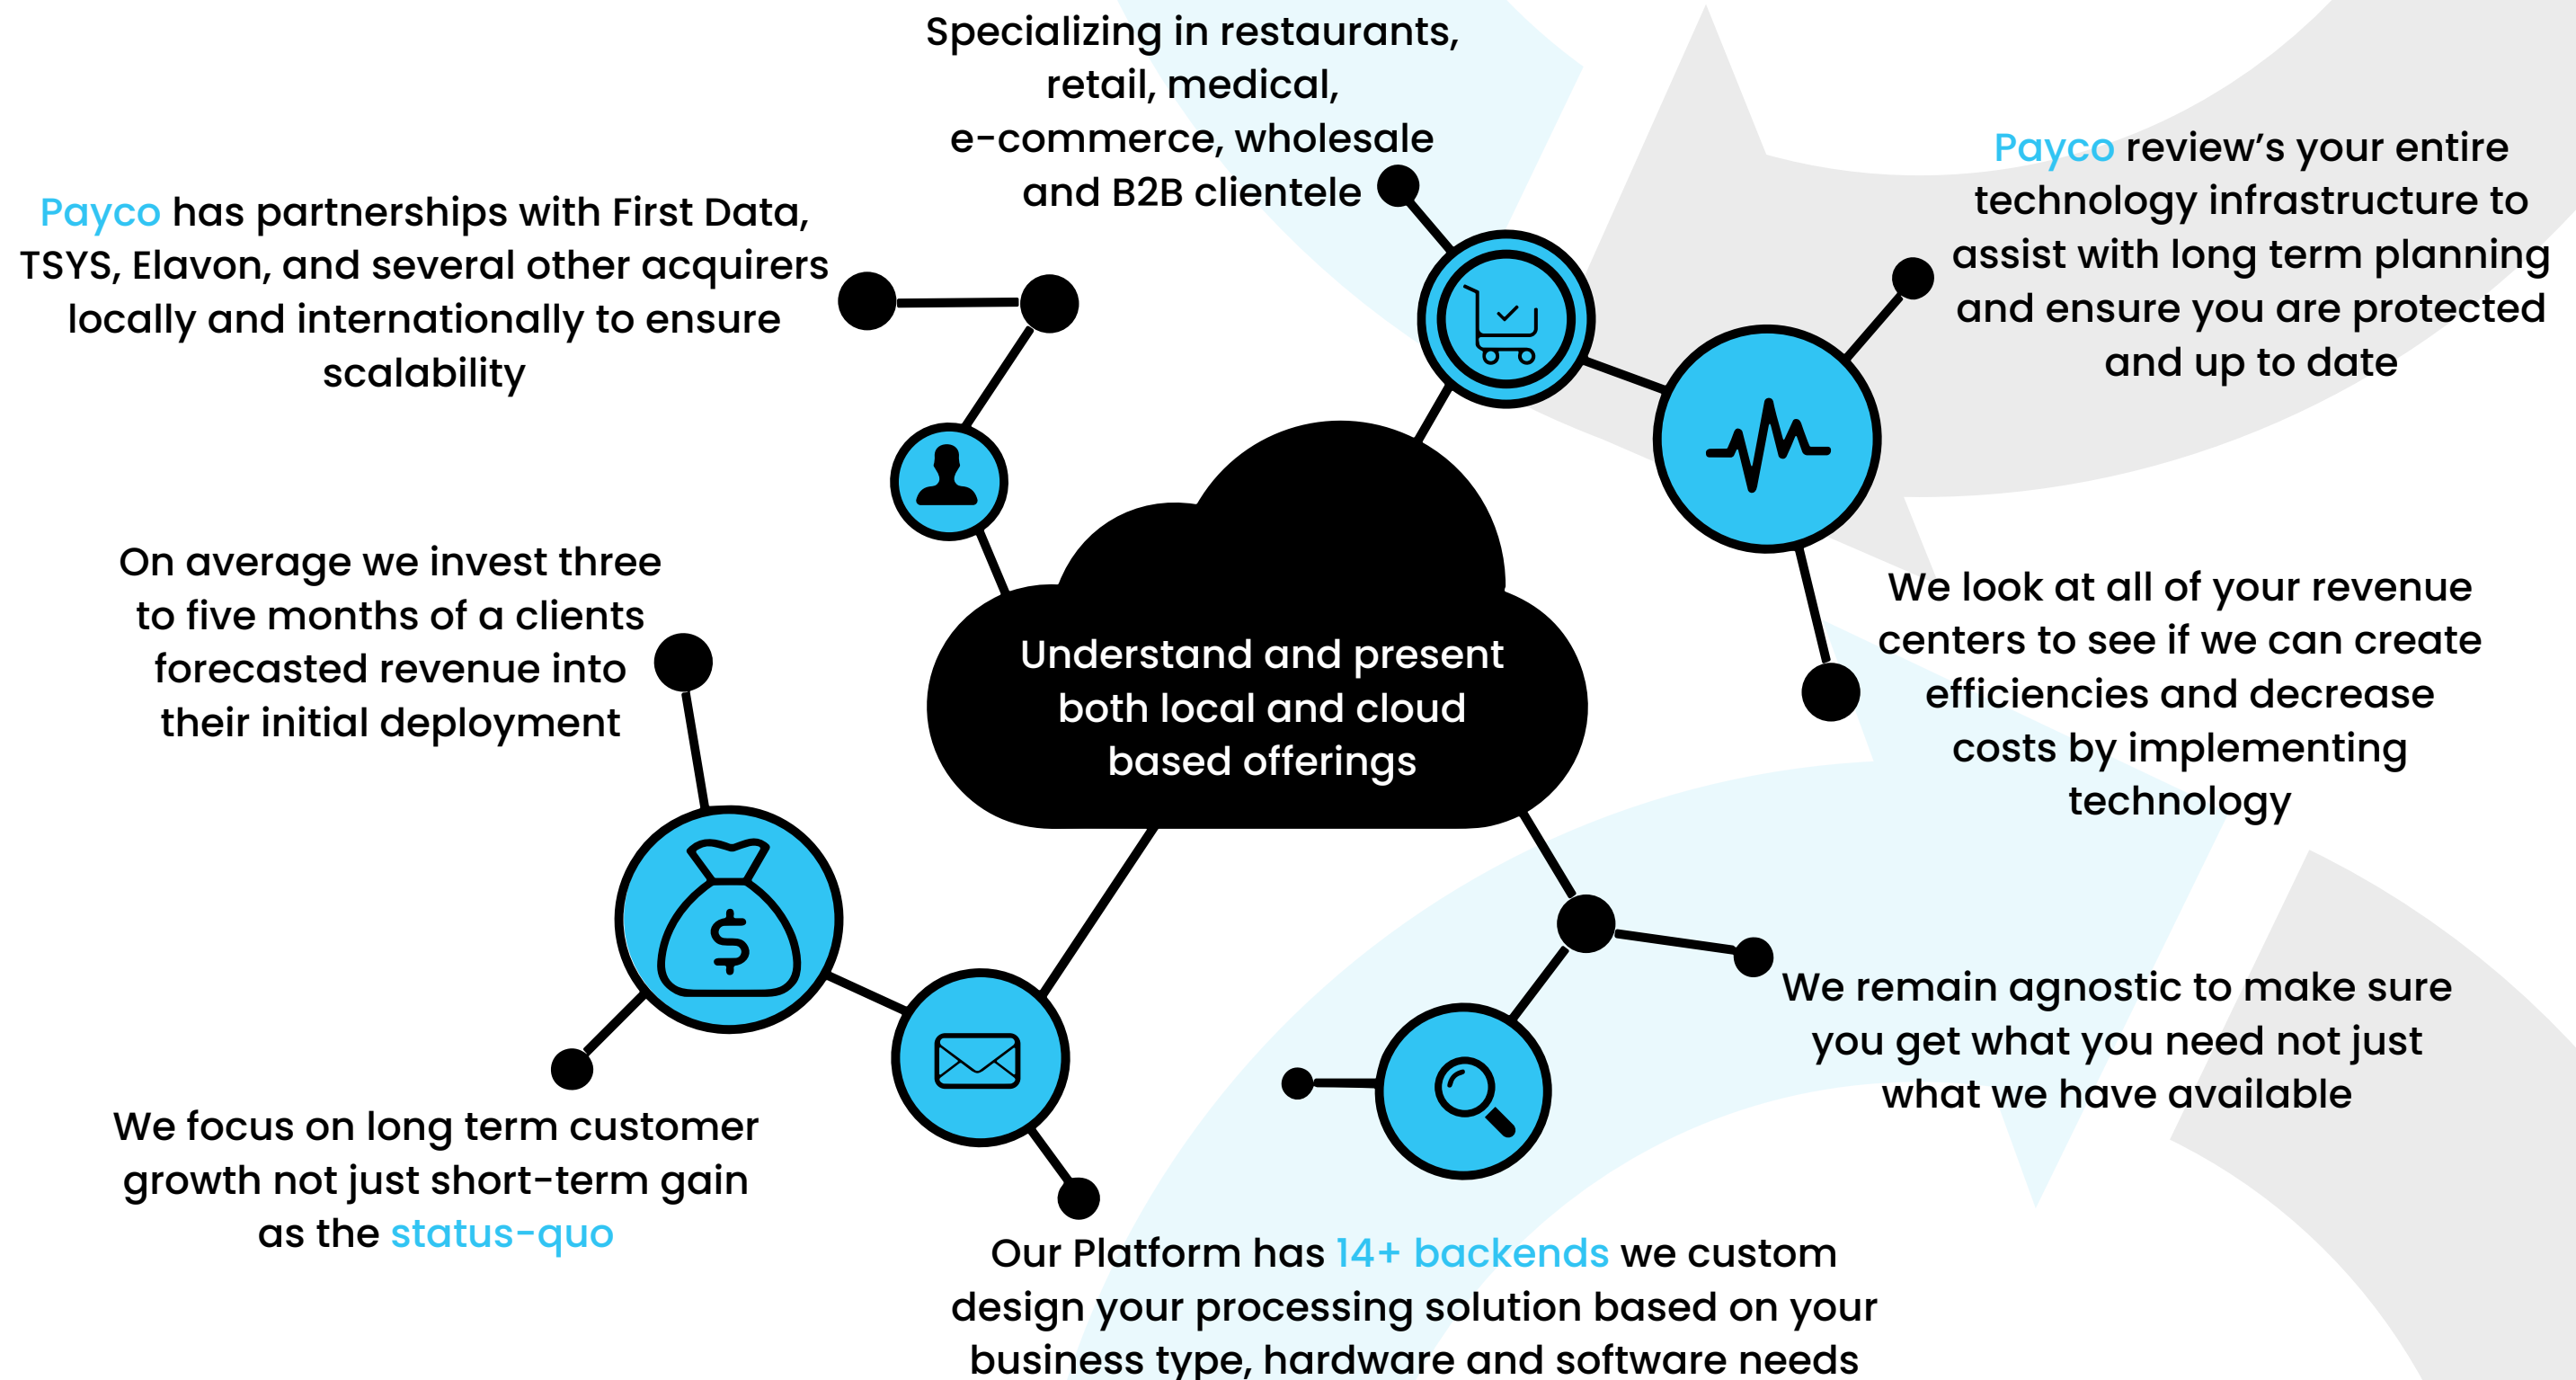 Specializing in restaurants,
retail, medical,
e-commerce, wholesale
and B2B clientele
Payco review’s your entire
technology infrastructure to
assist with long term planning
and ensure you are protected
and up to date
Payco has partnerships with First Data,
TSYS, Elavon, and several other acquirers
locally and internationally to ensure
scalability
On average we invest three
to five months of a clients
forecasted revenue into
their initial deployment
Understand and present
both local and cloud
based offerings
We look at all of your revenue
centers to see if we can create
efficiencies and decrease
costs by implementing
technology
$
We remain agnostic to make sure
you get what you need not just
what we have available
We focus on long term customer
growth not just short-term gain
as the status-quo
Our Platform has 14+ backends we custom
design your processing solution based on your
business type, hardware and software needs